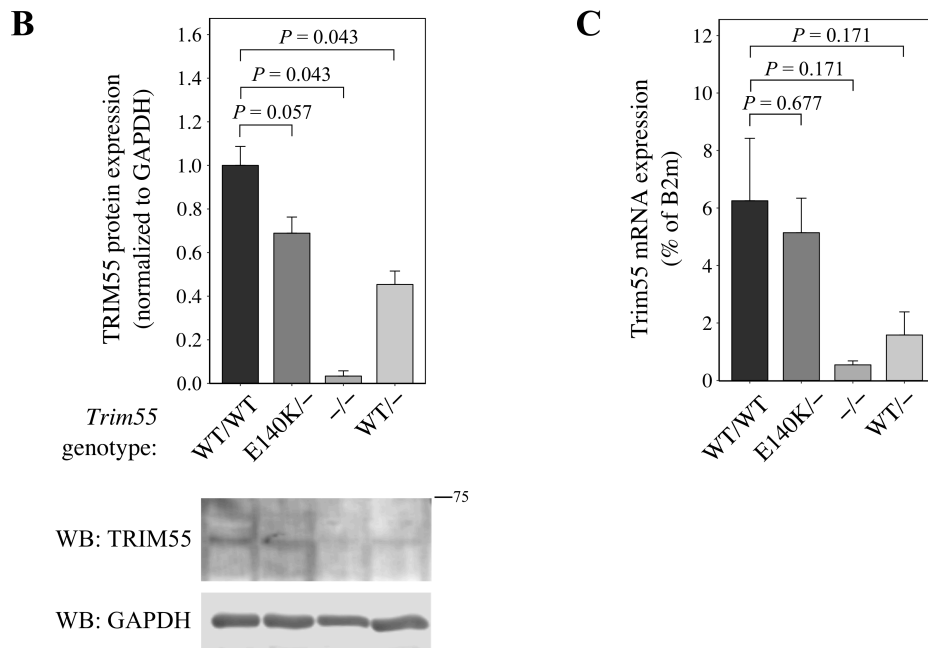 B
TRIM55 protein expression
(normalized to GAPDH)
1.6
1.4
1.2
1.0
0.8
0.6
0.4
0.2
0.0
P = 0.043
P = 0.043
P = 0.057
Trim55
genotype:
WT/WT
E140K/–
–/–
WT/–
75
WB: TRIM55
WB: GAPDH
C
Trim55 mRNA expression
(% of B2m)
12
10
8
6
4
2
0
P = 0.171
P = 0.171
P = 0.677
WT/WT
E140K/–
–/–
WT/–